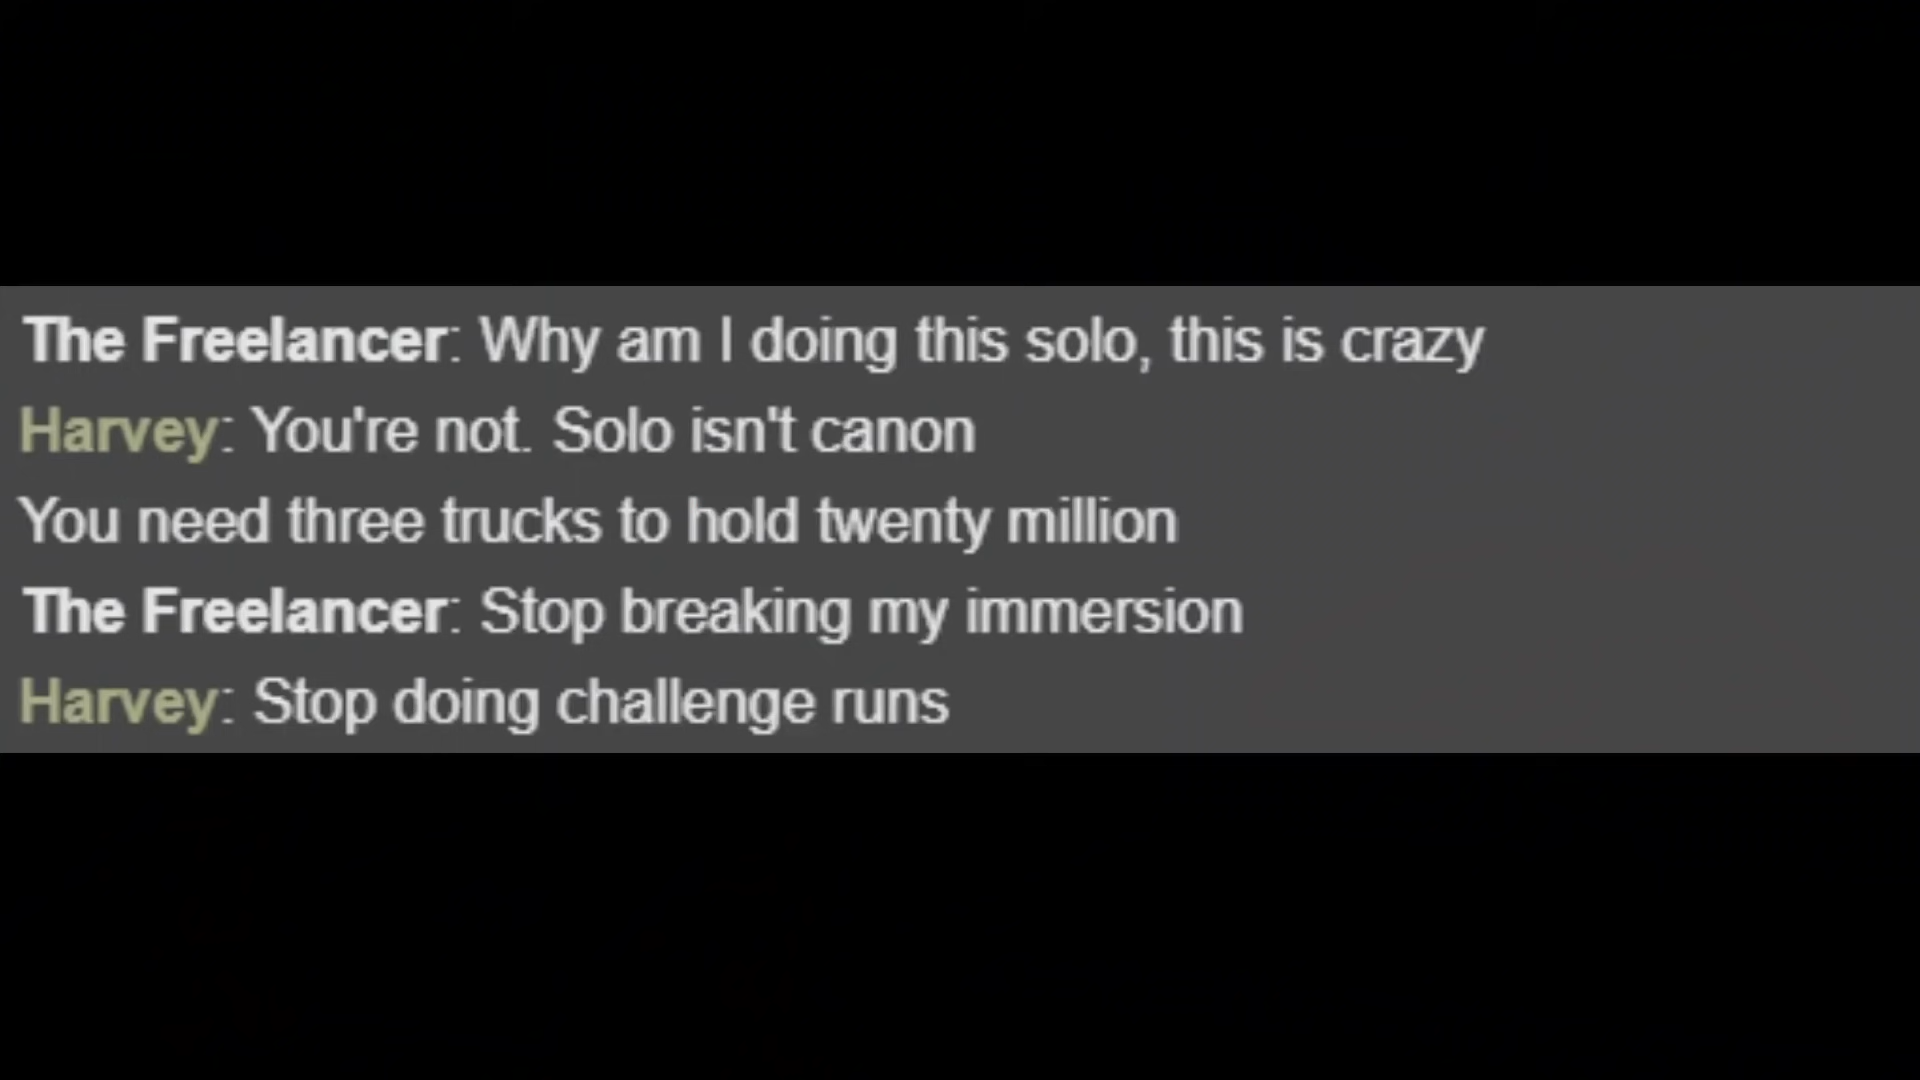 The Freelancer: Why am I doing this solo, this is crazy
Harvey: You're not. Solo isn't canon
You need three trucks to hold twenty million
The Freelancer: Stop breaking my immersion
Harvey: Stop doing challenge runs